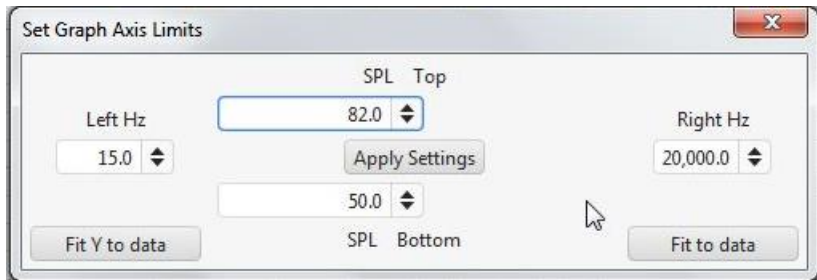 Set Graph Axis Limits
SPL Top
82.0
Left Hz
Right Hz
15.0
Apply Settings
20,000.0
50.0
Fit Y to data
SPL Bottom
Fit to data